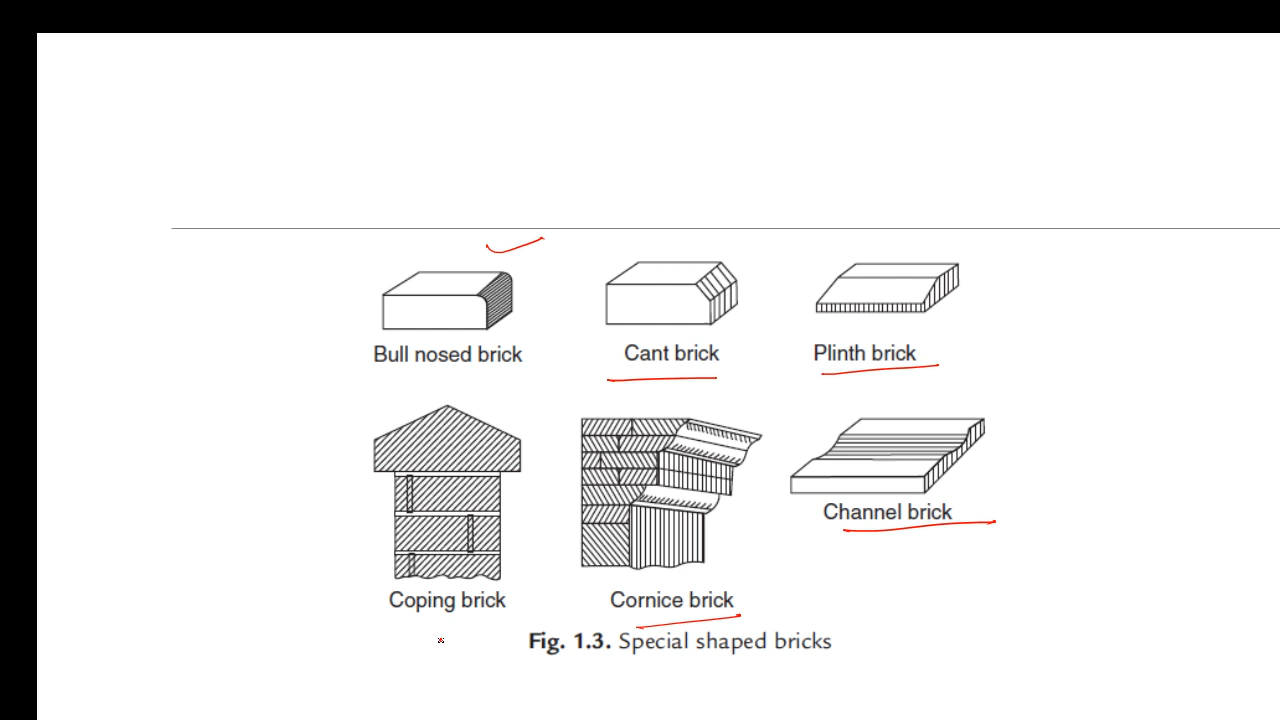 Bull nosed brick
Cant brick
Plinth brick
Channel brick
Coping brick
Cornice brick
Fig. 1.3. Special shaped bricks